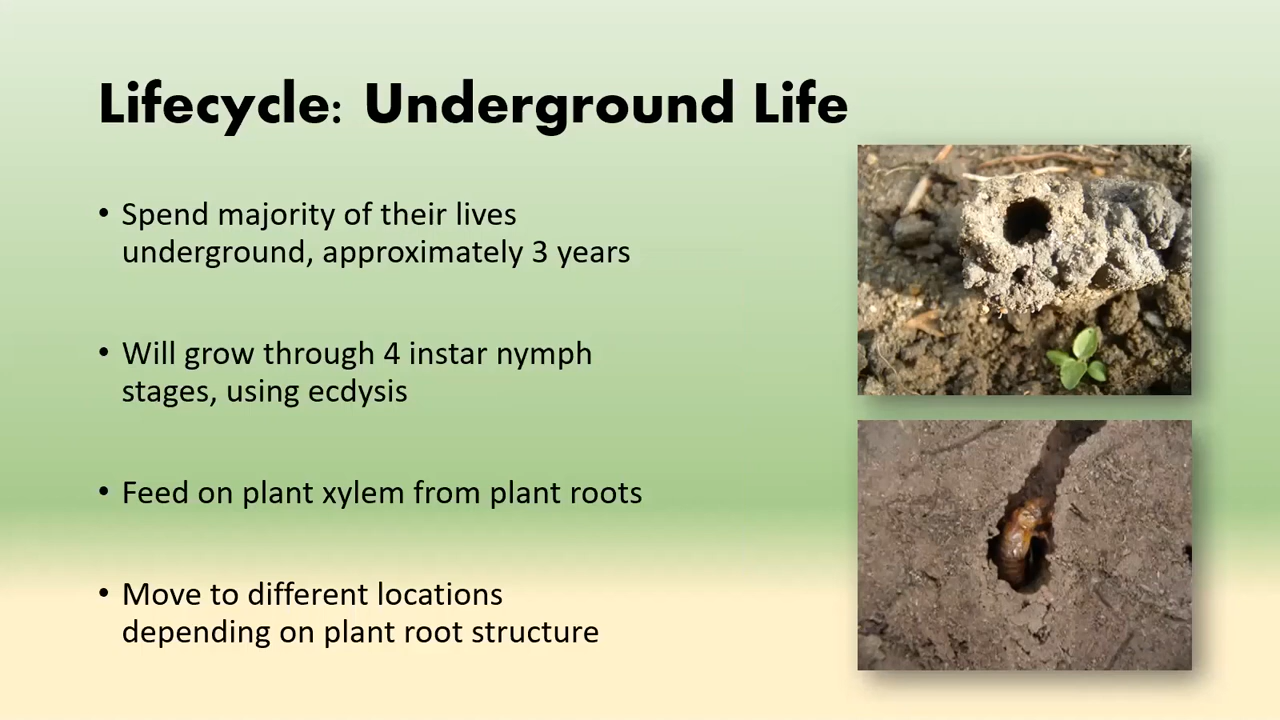 Lifecycle: Underground Life
• Spend majority of their lives
underground, approximately 3 years
• Will grow through 4 instar nymph
stages, using ecdysis
• Feed on plant xylem from plant roots
• Move to different locations
depending on plant root structure